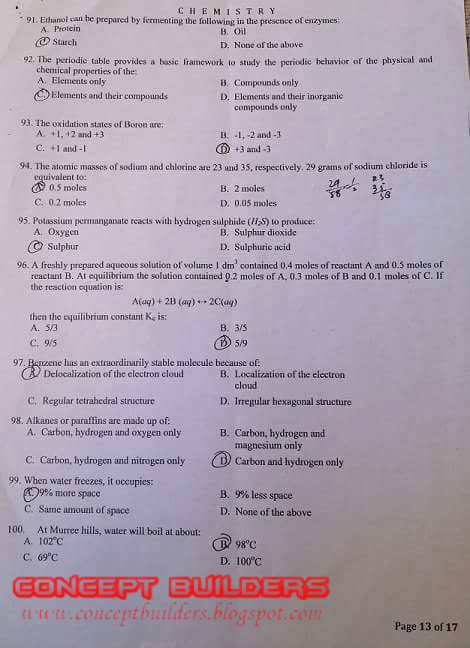 C H E M I S T R Y
91. Ethanol can be prepared by fermenting the following in the presence of enzymes:
A. Protein B. Oil
C. Starch D. None of the above
92. The periodic table provides a basic framework to study the periodic behavior of the physical and
chemical properties of the:
A. Elements only B. Compounds only
C. Elements and their compounds D. Elements and their inorganic
compounds only
93. The oxidation states of Boron are:
A. +1, +2 and +3 B. -1, -2 and -3
C. +1 and -1 D. +3 and -3
94. The atomic masses of sodium and chlorine are 23 and 35, respectively. 29 grams of sodium chloride is
equivalent to:
A. 0.5 moles B. 2 moles
C. 0.2 moles D. 0.05 moles
29/58 = 1/2
23
35
58
95. Potassium permanganate reacts with hydrogen sulphide (H₂S) to produce:
A. Oxygen B. Sulphur dioxide
C. Sulphur D. Sulphuric acid
96. A freshly prepared aqueous solution of volume 1 dm³ contained 0.4 moles of reactant A and 0.5 moles of
reactant B. At equilibrium the solution contained 0.2 moles of A, 0.3 moles of B and 0.1 moles of C. If
the reaction equation is:
A(aq) + 2B (aq) ↔ 2C(aq)
then the equilibrium constant Kc is:
A. 5/3 B. 3/5
C. 9/5 D. 5/9
97. Benzene has an extraordinarily stable molecule because of:
A. Delocalization of the electron cloud B. Localization of the electron
cloud
C. Regular tetrahedral structure D. Irregular hexagonal structure
98. Alkanes or paraffins are made up of:
A. Carbon, hydrogen and oxygen only B. Carbon, hydrogen and
magnesium only
C. Carbon, hydrogen and nitrogen only D. Carbon and hydrogen only
99. When water freezes, it occupies:
A. 9% more space B. 9% less space
C. Same amount of space D. None of the above
100. At Murree hills, water will boil at about:
A. 102°C B. 98°C
C. 69°C D. 100°C
CONCEPT BUILDERS
www.conceptbuilders.blogspot.com
Page 13 of 17